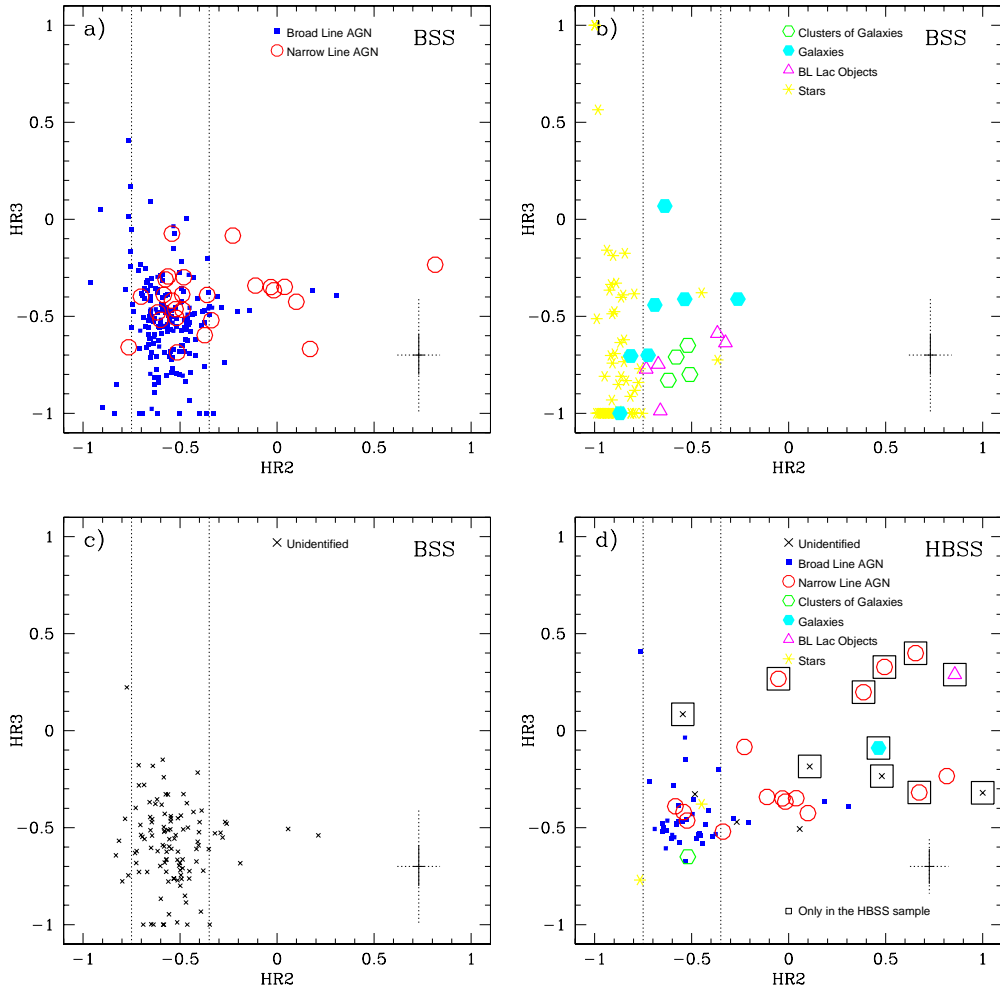 a)
BSS
Broad Line AGN
Narrow Line AGN
1
0.5
0
-0.5
-1
HR3
-1
-0.5
0
0.5
1
HR2
b)
BSS
Clusters of Galaxies
Galaxies
BL Lac Objects
Stars
1
0.5
0
-0.5
-1
HR3
-1
-0.5
0
0.5
1
HR2
c)
BSS
Unidentified
1
0.5
0
-0.5
-1
HR3
-1
-0.5
0
0.5
1
HR2
d)
HBSS
Unidentified
Broad Line AGN
Narrow Line AGN
Clusters of Galaxies
Galaxies
BL Lac Objects
Stars
Only in the HBSS sample
1
0.5
0
-0.5
-1
HR3
-1
-0.5
0
0.5
1
HR2